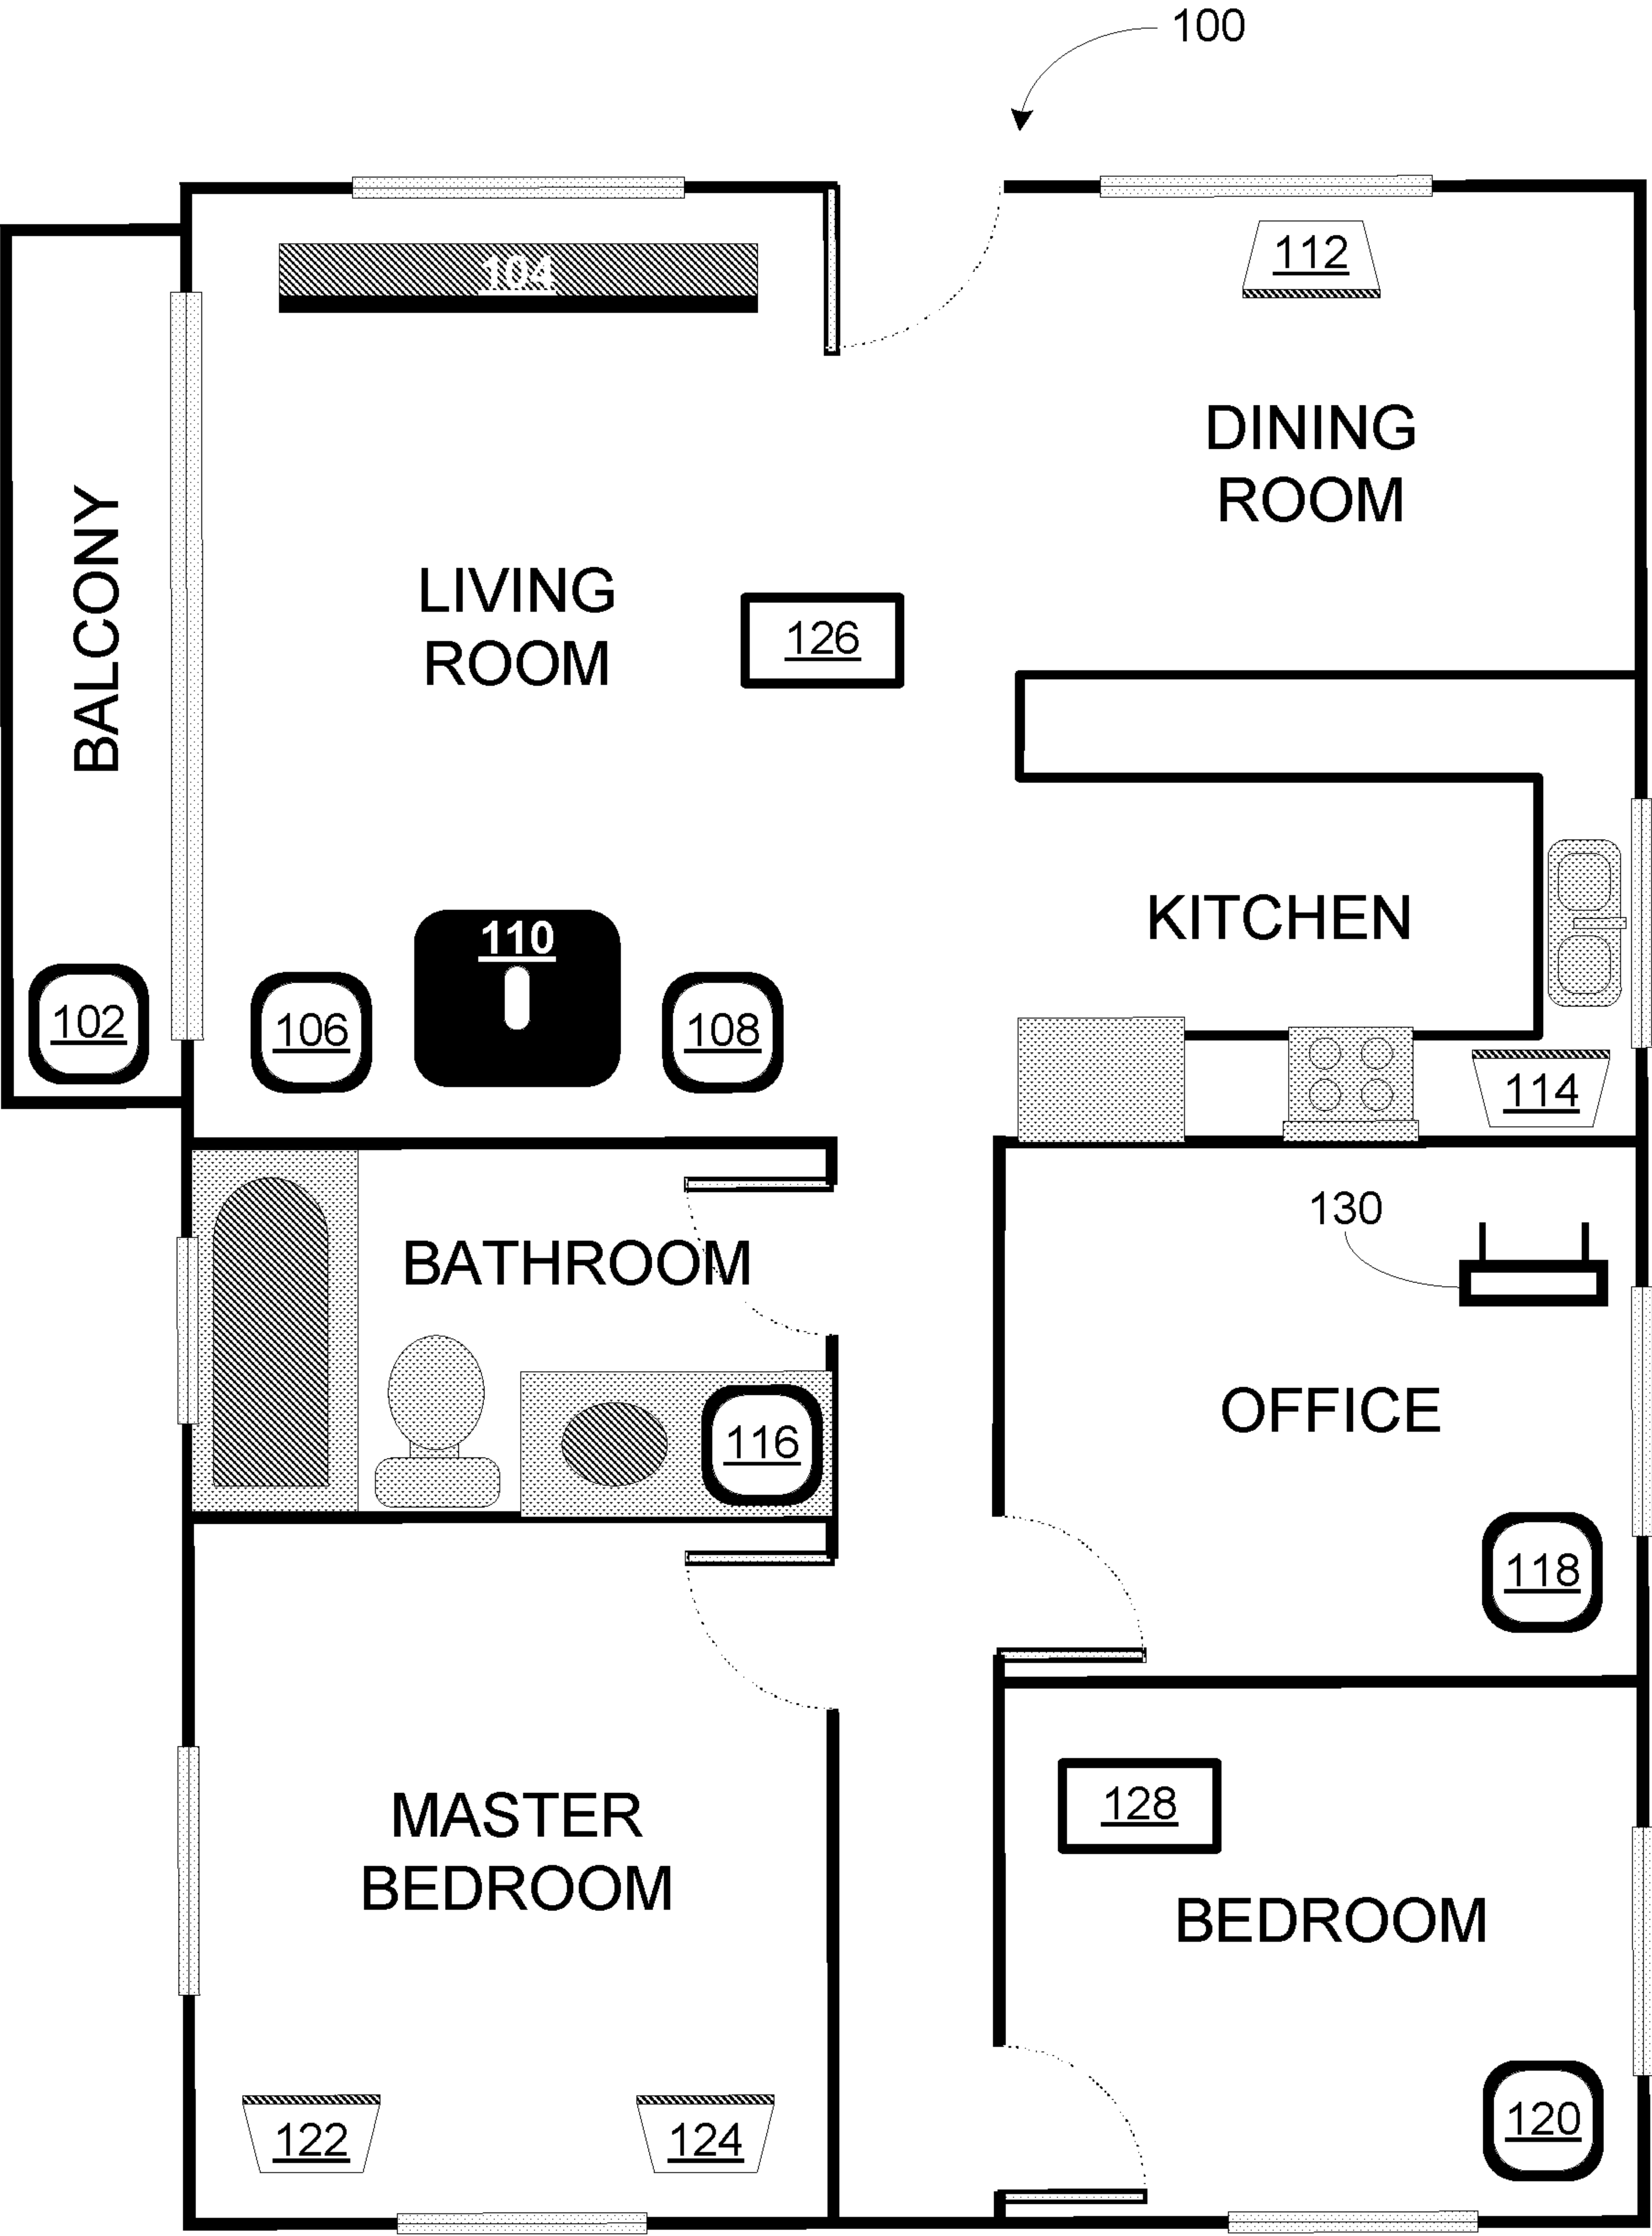 100
104
112
DINING
ROOM
BALCONY
LIVING
ROOM
126
KITCHEN
110
102
106
108
114
130
BATHROOM
OFFICE
116
118
128
MASTER
BEDROOM
BEDROOM
122
124
120